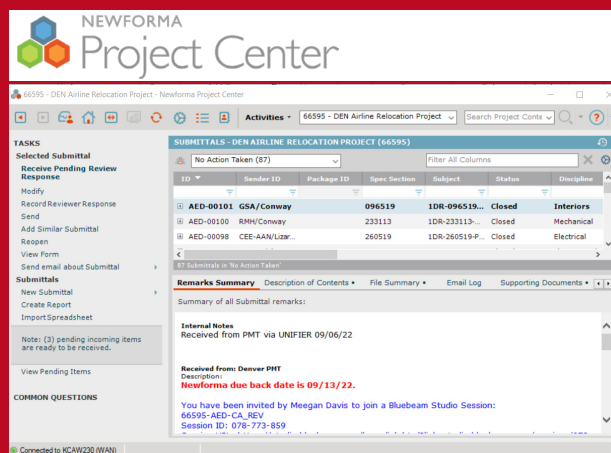 NEWFORMA
Project Center
66595 - DEN Airline Relocation Project - Newforma Project Center
Activities
66595 - DEN Airline Relocation Project
Search Project Conte
TASKS
Selected Submittal
Receive Pending Review
Response
Modify
Record Reviewer Response
Send
Add Similar Submittal
Reopen
View Form
Send email about Submittal
Submittals
New Submittal
Create Report
Import Spreadsheet
Note: (3) pending incoming items
are ready to be received.
View Pending Items
COMMON QUESTIONS
SUBMITTALS - DEN AIRLINE RELOCATION PROJECT (66595)
No Action Taken (87)
Filter All Columns
ID Sender ID Package ID Spec Section Subject Status Discipline
AED-00101 GSA/Conway 096519 1DR-096519... Closed Interiors
AED-00100 RMH/Conway 233113 1DR-233113-... Closed Mechanical
AED-00098 CEE-AAN/Lizar... 260519 1DR-260519-P... Closed Electrical
87 Submittals in 'No Action Taken'
Remarks Summary Description of Contents • File Summary • Email Log Supporting Documents •
Summary of all Submittal remarks:
Internal Notes
Received from PMT via UNIFIER 09/06/22
Received from: Denver PMT
Description:
Newforma due back date is 09/13/22.
You have been invited by Meegan Davis to join a Bluebeam Studio Session:
66595-AED-CA_REV
Session ID: 078-773-859
Connected to KCAW230 (WAN)